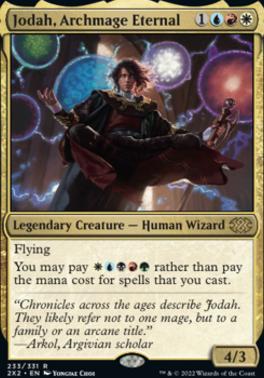 Jodah, Archmage Eternal 1
Legendary Creature — Human Wizard
Flying
You may pay rather than pay
the mana cost for spells that you cast.
"Chronicles across the ages describe Jodah.
They likely refer not to one mage, but to a
family or an arcane title."
—Arkol, Argivian scholar
4/3
233/331 R
2X2 • EN YONGJAE CHOI
™ & © 2022 Wizards of the Coast